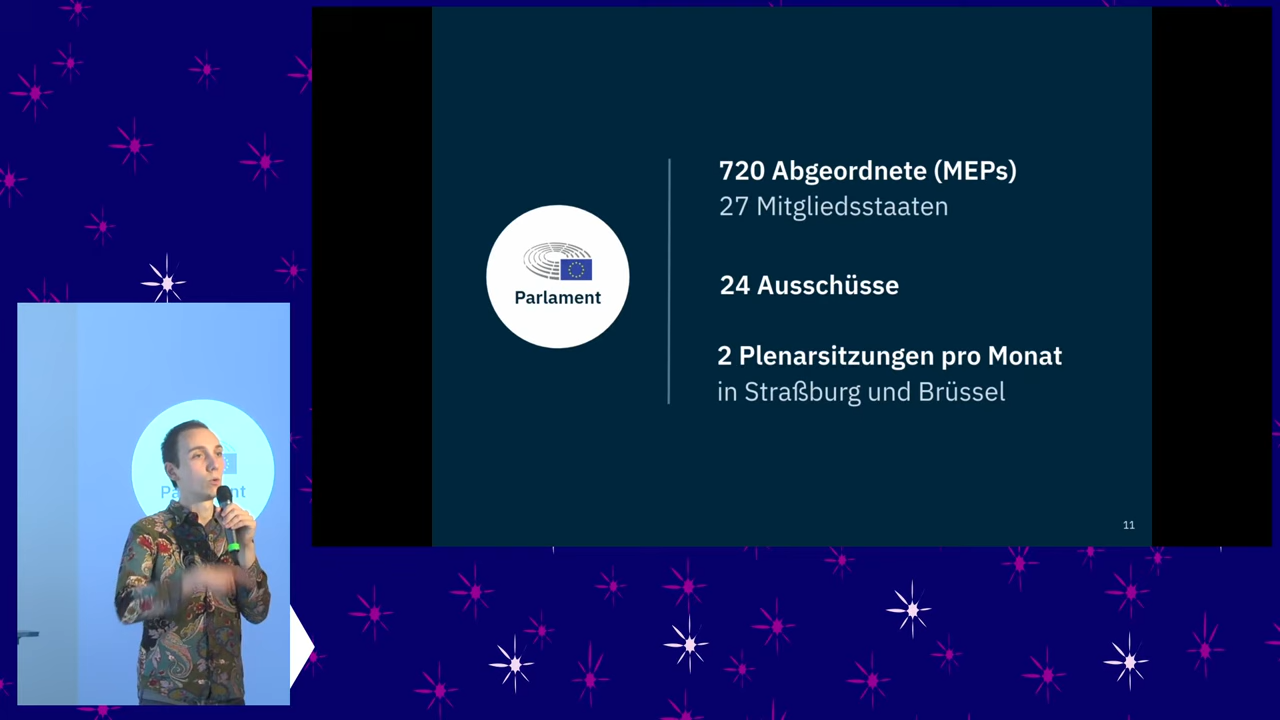 720 Abgeordnete (MEPs)
27 Mitgliedsstaaten
Parlament
24 Ausschüsse
2 Plenarsitzungen pro Monat
in Straßburg und Brüssel
11